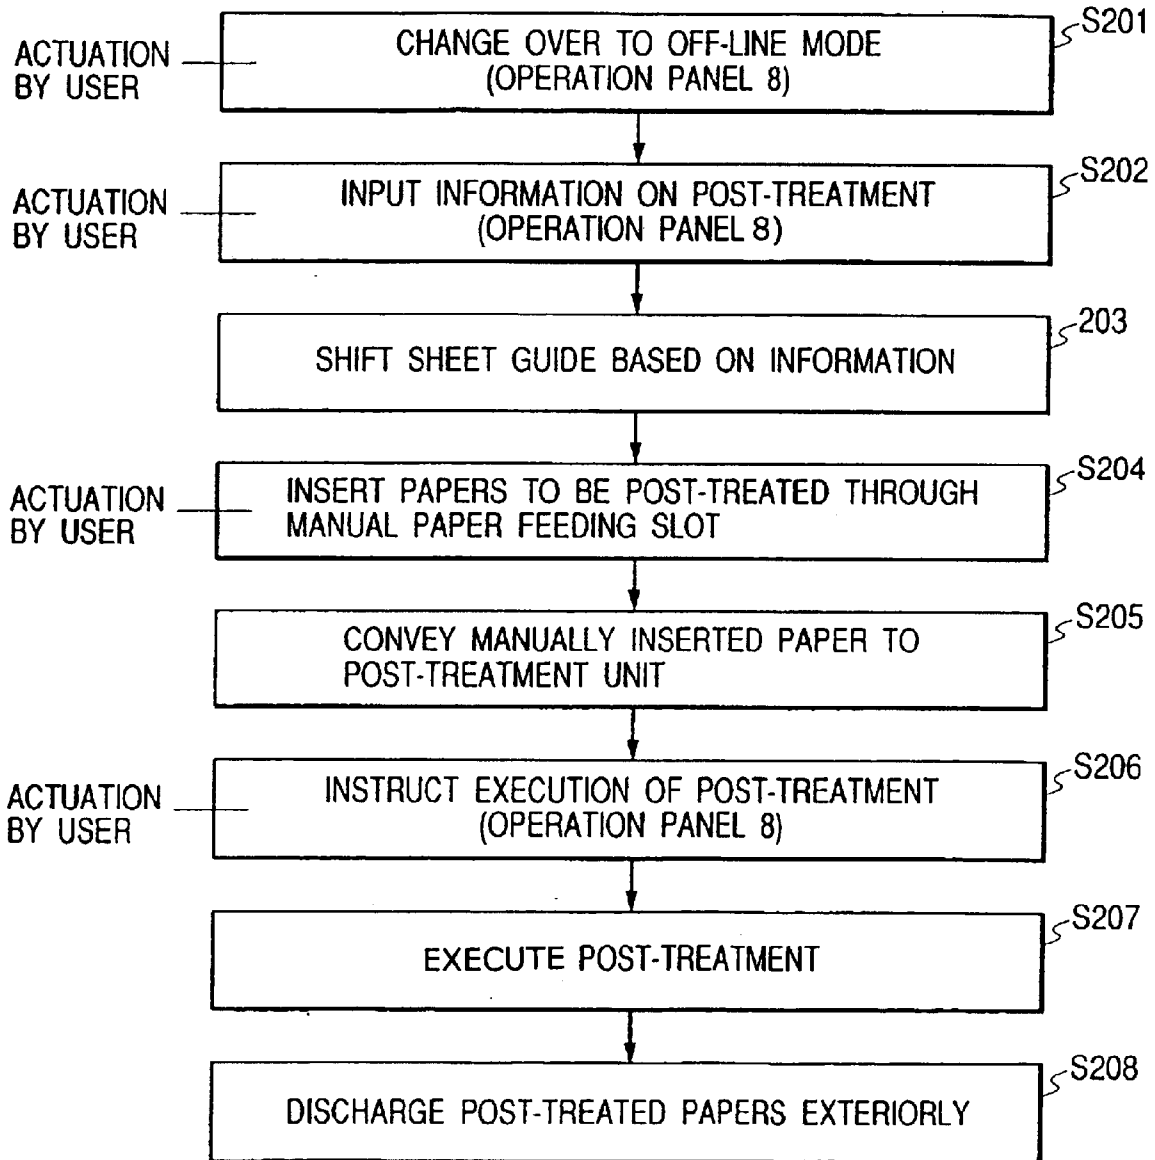 S201
ACTUATION
BY USER
CHANGE OVER TO OFF-LINE MODE
(OPERATION PANEL 8)
S202
ACTUATION
BY USER
INPUT INFORMATION ON POST-TREATMENT
(OPERATION PANEL 8)
203
SHIFT SHEET GUIDE BASED ON INFORMATION
S204
ACTUATION
BY USER
INSERT PAPERS TO BE POST-TREATED THROUGH
MANUAL PAPER FEEDING SLOT
S205
CONVEY MANUALLY INSERTED PAPER TO
POST-TREATMENT UNIT
S206
ACTUATION
BY USER
INSTRUCT EXECUTION OF POST-TREATMENT
(OPERATION PANEL 8)
S207
EXECUTE POST-TREATMENT
S208
DISCHARGE POST-TREATED PAPERS EXTERIORLY